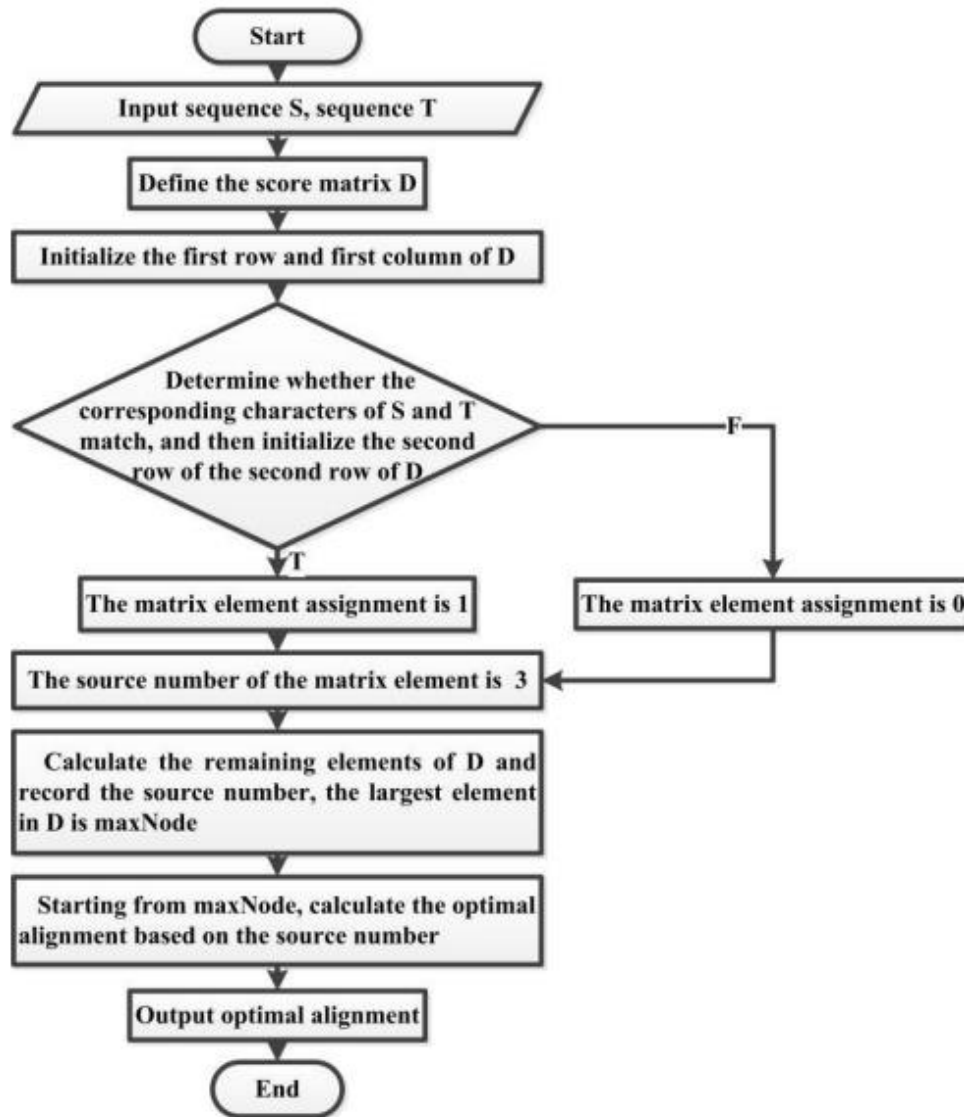 Start
Input sequence S, sequence T
Define the score matrix D
Initialize the first row and first column of D
Determine whether the
corresponding characters of S and T
match, and then initialize the second
row of the second row of D
F
T
The matrix element assignment is 1
The matrix element assignment is 0
The source number of the matrix element is 3
Calculate the remaining elements of D and
record the source number, the largest element
in D is maxNode
Starting from maxNode, calculate the optimal
alignment based on the source number
Output optimal alignment
End